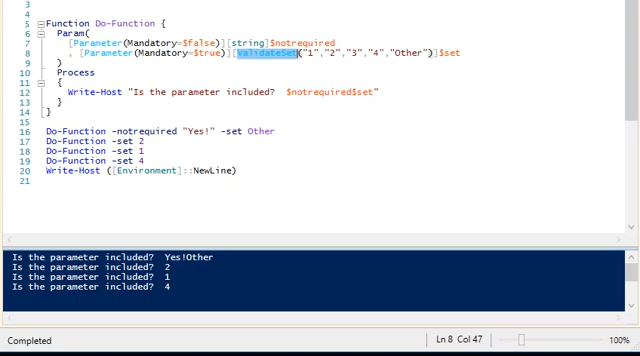 3
4
5 Function Do-Function {
6 Param(
7 [Parameter(Mandatory=$false)][string]$notrequired
8 , [Parameter(Mandatory=$true)][ValidateSet("1","2","3","4","Other")]$set
9 )
10 Process
11 {
12 Write-Host "Is the parameter included?  $notrequired$set"
13 }
14 }
15
16 Do-Function -notrequired "Yes!" -set Other
17 Do-Function -set 2
18 Do-Function -set 1
19 Do-Function -set 4
20 Write-Host ([Environment]::NewLine)
21
Is the parameter included?  Yes!Other
Is the parameter included?  2
Is the parameter included?  1
Is the parameter included?  4
Completed
Ln 8 Col 47
100%